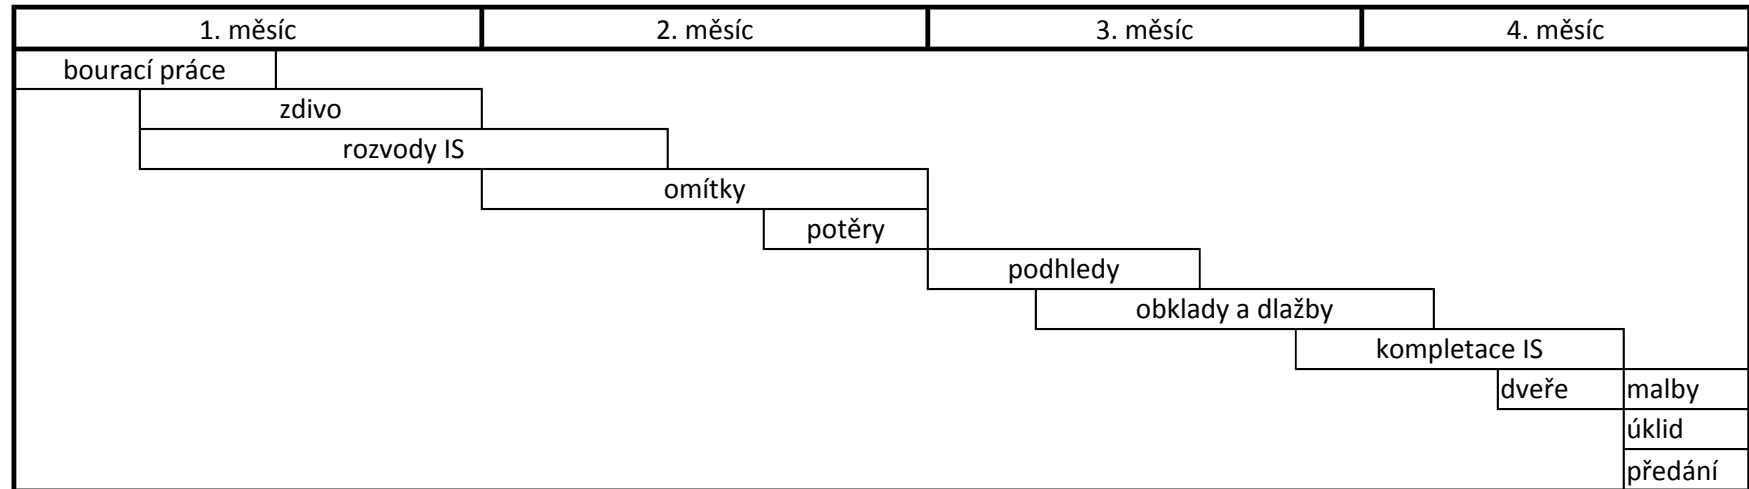 1. měsíc 2. měsíc 3. měsíc 4. měsíc
bourací práce
zdivo
rozvody IS
omítky
potěry
podhledy
obklady a dlažby
kompletace IS
dveře malby
úklid
předání